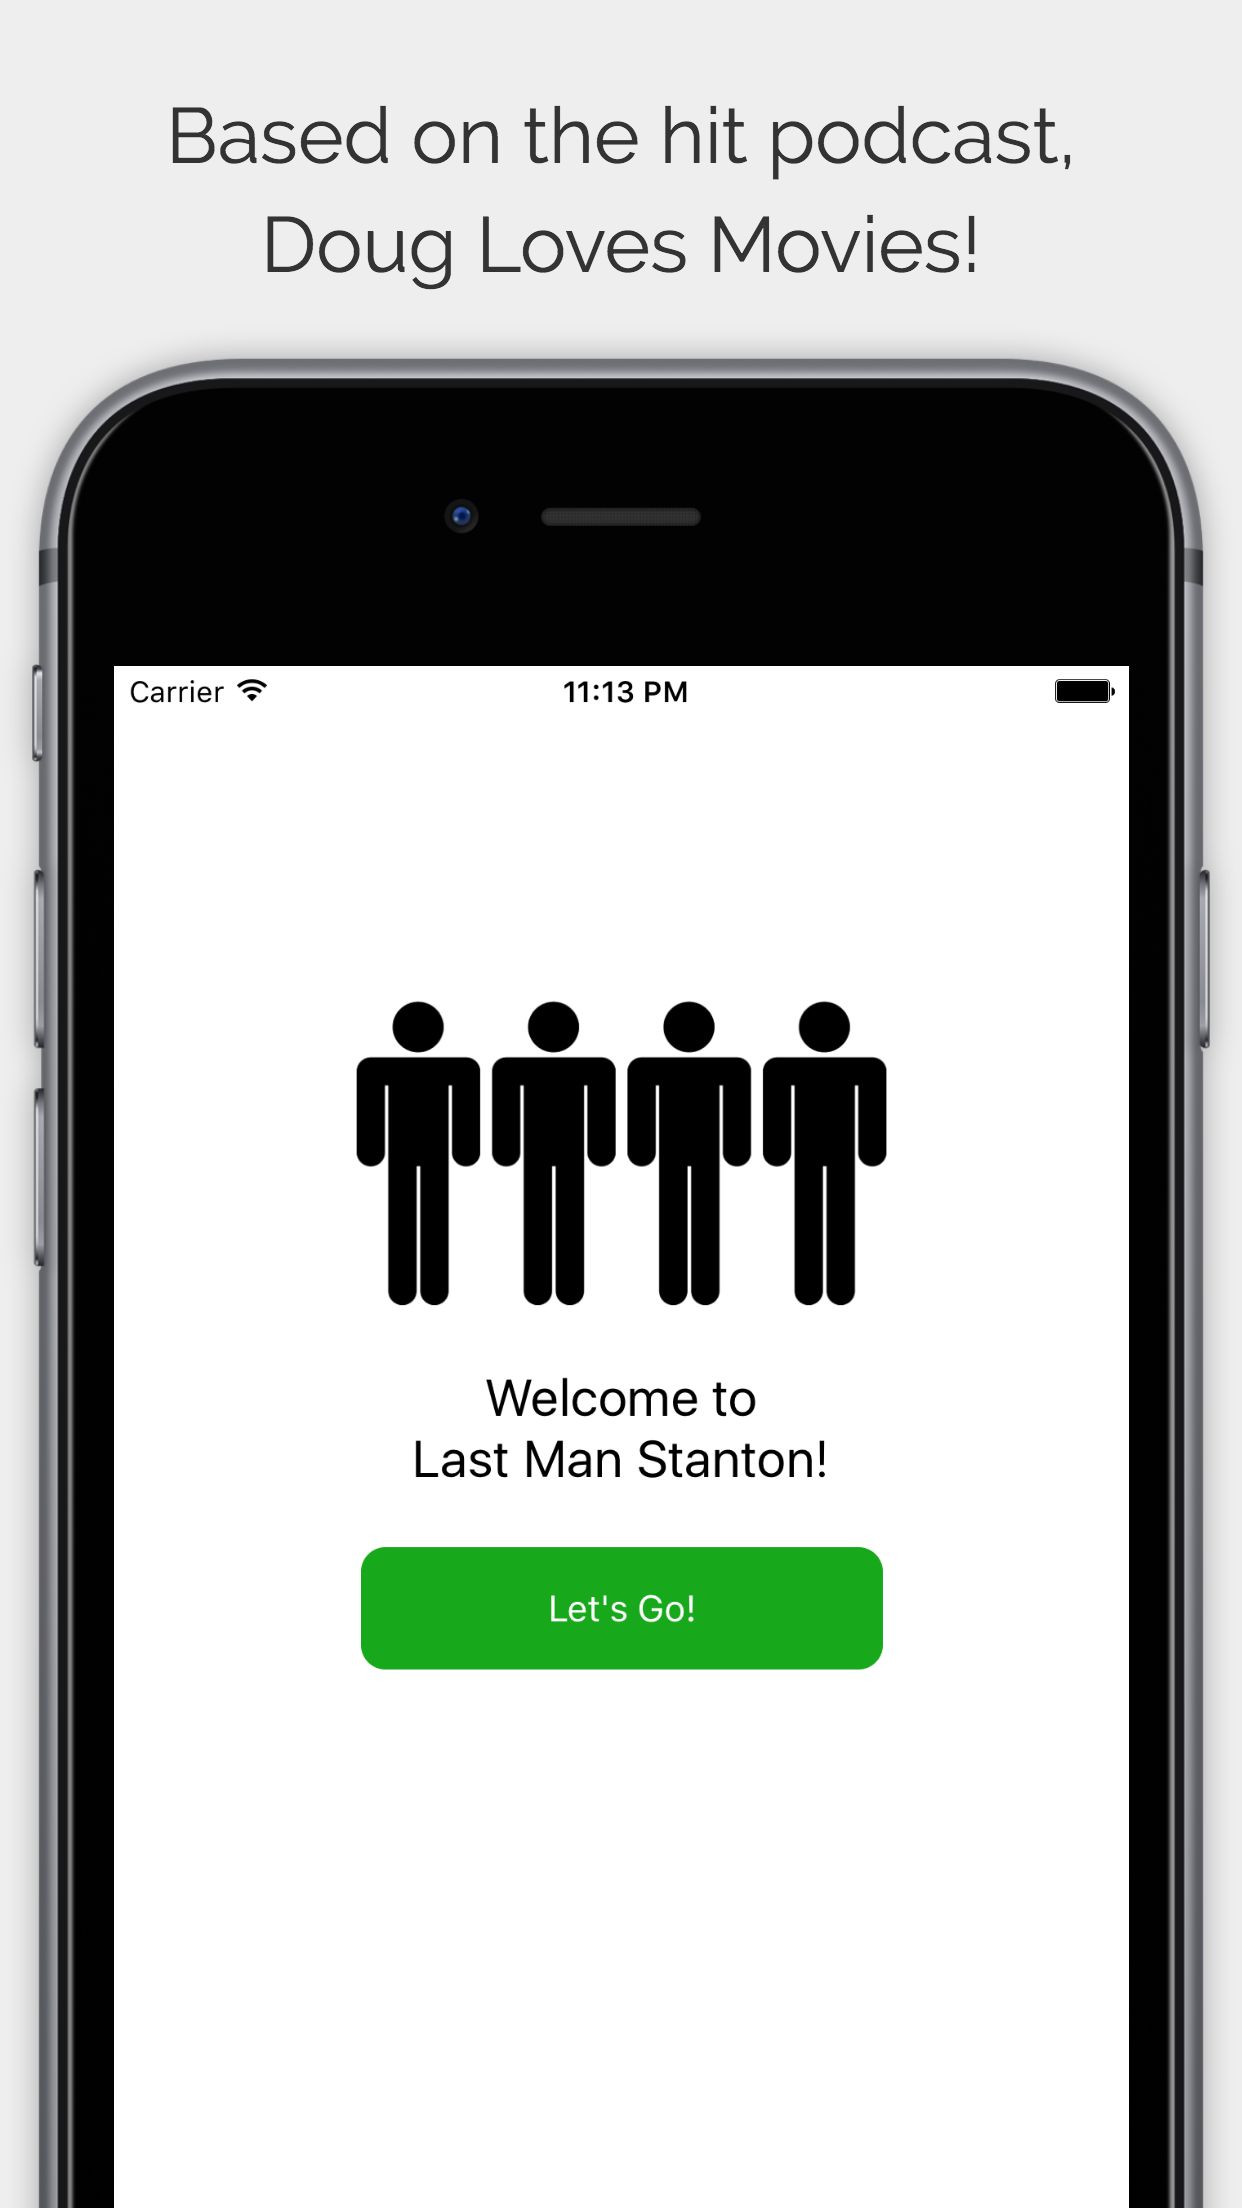 Based on the hit podcast,
Doug Loves Movies!
Carrier 11:13 PM
Welcome to
Last Man Stanton!
Let's Go!